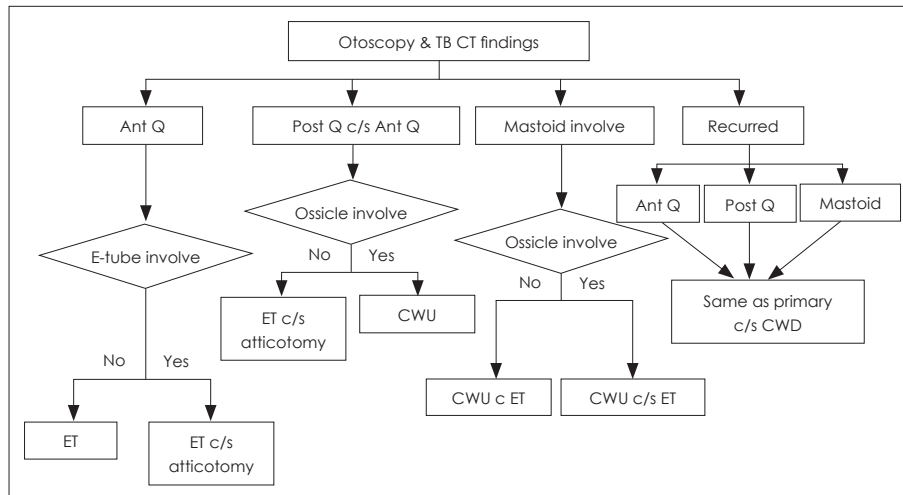 Otoscopy & TB CT findings
Ant Q
Post Q c/s Ant Q
Mastoid involve
Recurred
Ant Q
Post Q
Mastoid
Ossicle involve
E-tube involve
Ossicle involve
No
Yes
No
Yes
ET c/s
atticotomy
CWU
Same as primary
c/s CWD
No
Yes
CWU c ET
CWU c/s ET
ET
ET c/s
atticotomy